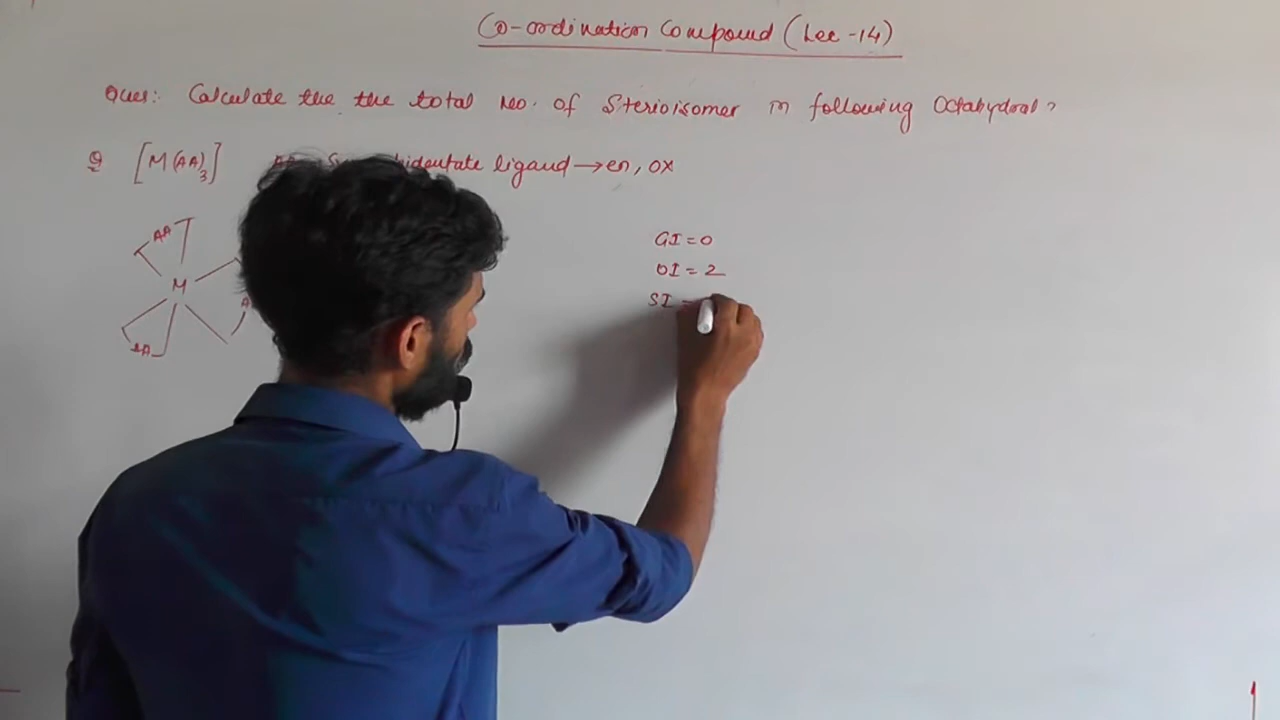 Co-ordination Compound (Lec-14)
Ques: Calculate the the total No. of Sterioisomer in following Octahydral?
Q [M(AA)3] ligand → en, ox
AA
M
AA
GI = 0
OI = 2
SI =